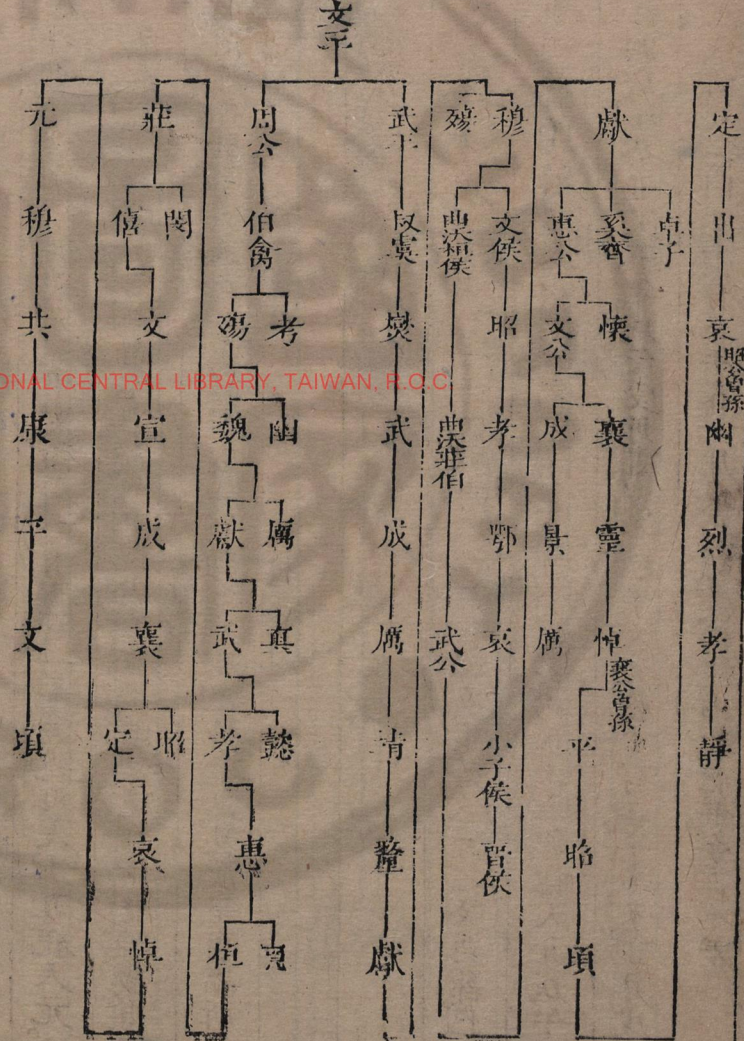 文王
定 出 哀 幽 烈 孝 靜
昭公曾孫
卓子
獻 奚齊 懷 襄 靈 悼
襄公曾孫
惠公 文公 成 景 厲
平 昭 頃
穆 文侯 昭 孝 鄂 哀 小子侯 晉侯
殤 曲沃桓侯 曲沃莊伯 武公
武王 叔虞 燮 武 成 厲 靖 釐 獻
考 幽 厲 真 懿
周公 伯禽 煬 魏 獻 武 孝 惠 桓
閔 昭
莊 僖 文 宣 成 襄 定 哀 悼
元 穆 共 康 平 文 頃
ONAL CENTRAL LIBRARY, TAIWAN, R.O.C